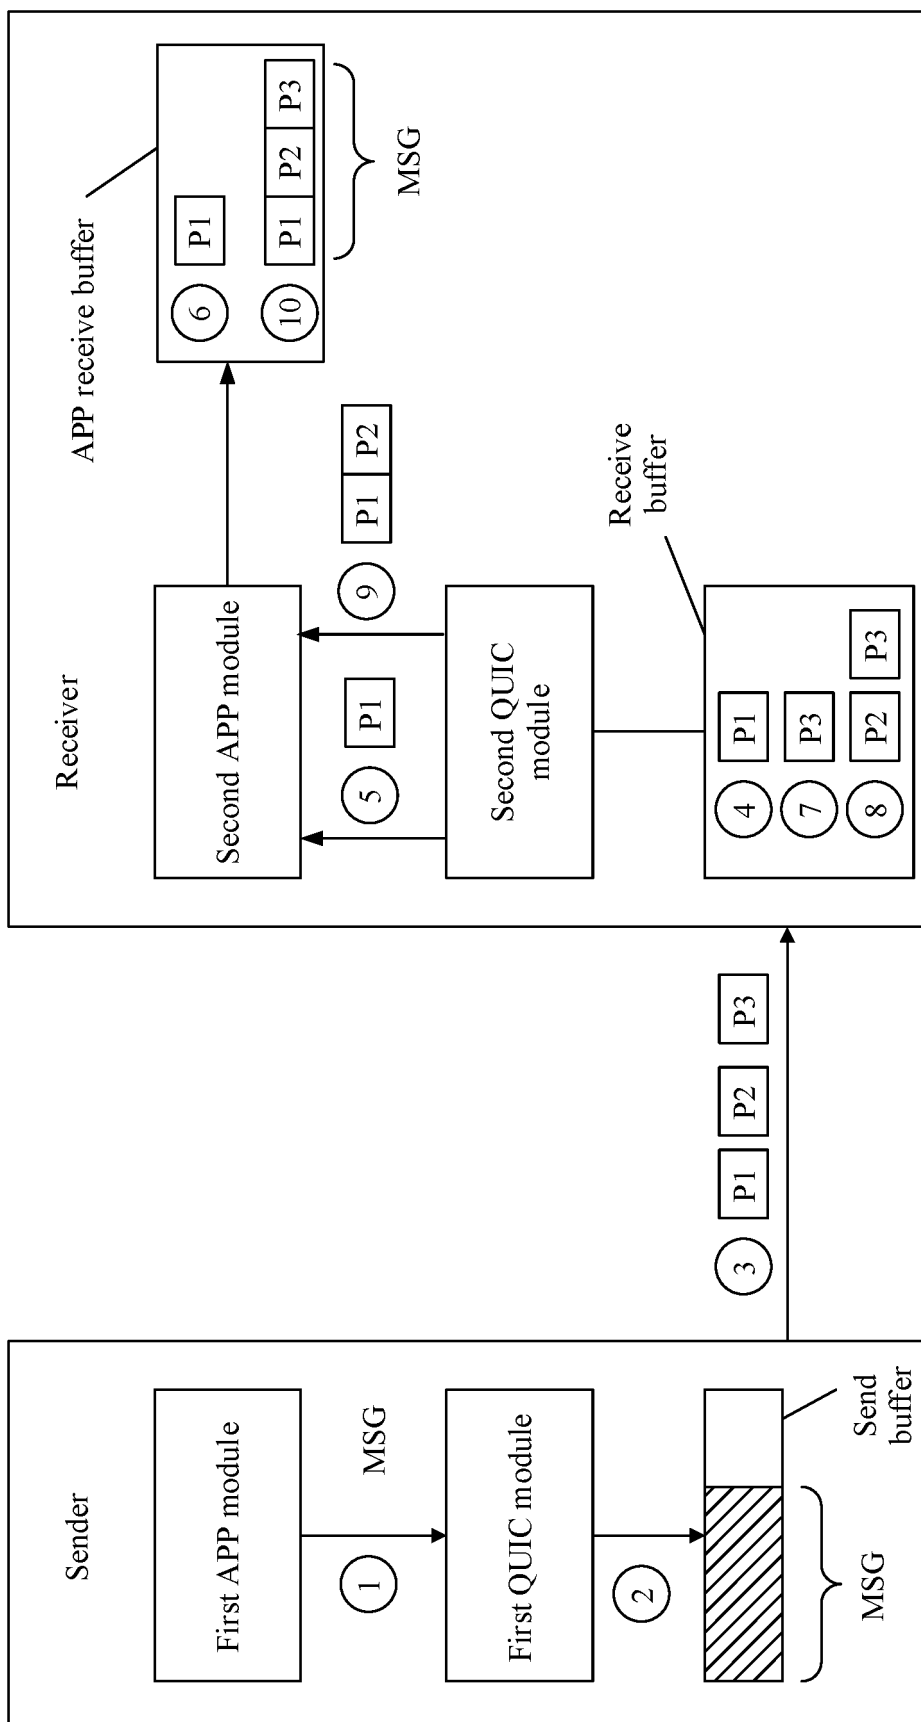 Sender
First APP module
1
MSG
First QUIC module
2
MSG
Send
buffer
3
P1
P2
P3
Receiver
Second APP module
5
P1
9
P1
P2
Second QUIC
module
Receive
buffer
4
P1
7
P3
8
P2
P3
APP receive buffer
6
P1
10
P1
P2
P3
MSG